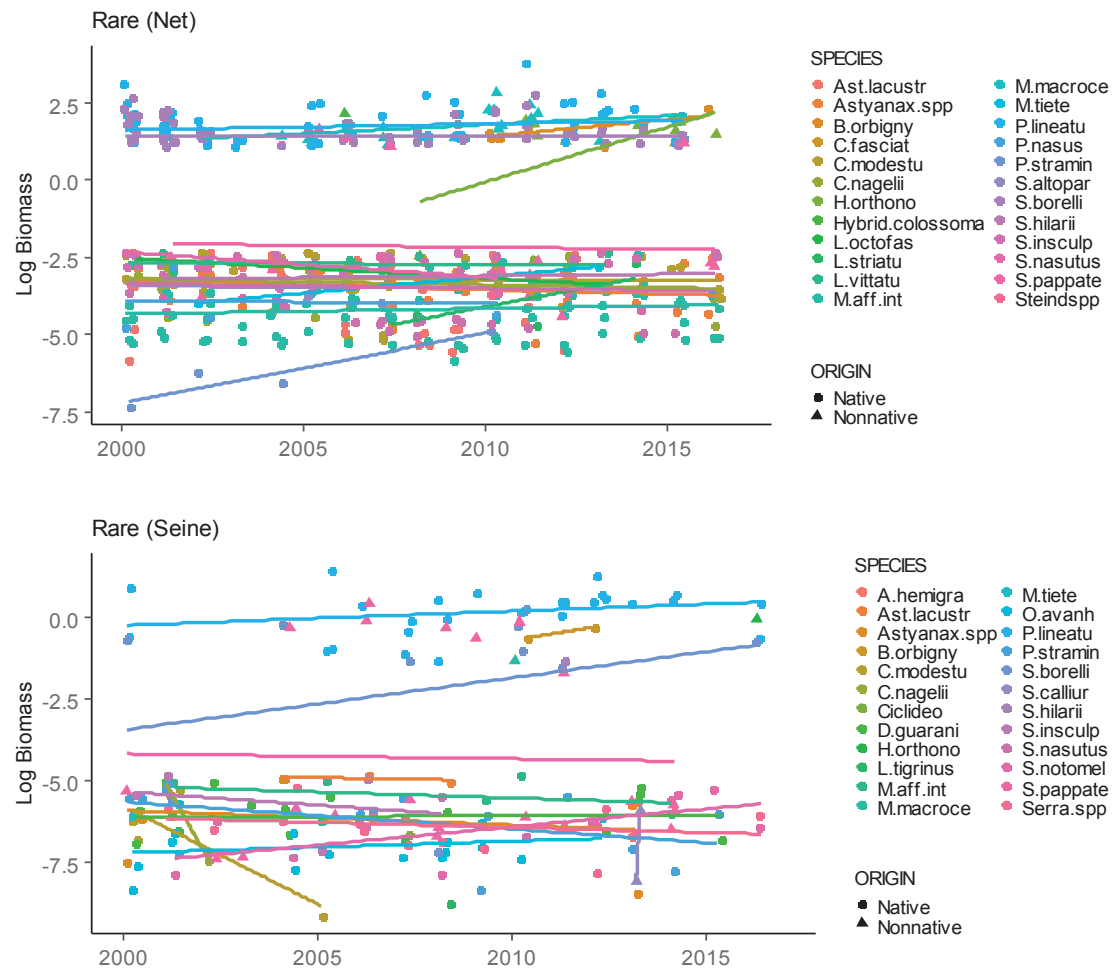 Rare (Net)
Log Biomass
2.5
0.0
-2.5
-5.0
-7.5
2000 2005 2010 2015
SPECIES
Ast.lacustr M.macroce
Astyanax.spp M.tiete
B.orbigny P.lineatu
C.fasciat P.nasus
C.modestu P.stramin
C.nagelii S.altopar
H.orthono S.borelli
Hybrid.colossoma S.hilarii
L.octofas S.insculp
L.striatu S.nasutus
L.vittatu S.pappate
M.aff.int Steindspp
ORIGIN
Native
Nonnative
Rare (Seine)
Log Biomass
0.0
-2.5
-5.0
-7.5
2000 2005 2010 2015
SPECIES
A.hemigra M.tiete
Ast.lacustr O.avanh
Astyanax.spp P.lineatu
B.orbigny P.stramin
C.modestu S.borelli
C.nagelii S.calliur
Ciclideo S.hilarii
D.guarani S.insculp
H.orthono S.nasutus
L.tigrinus S.notomel
M.aff.int S.pappate
M.macroce Serra.spp
ORIGIN
Native
Nonnative